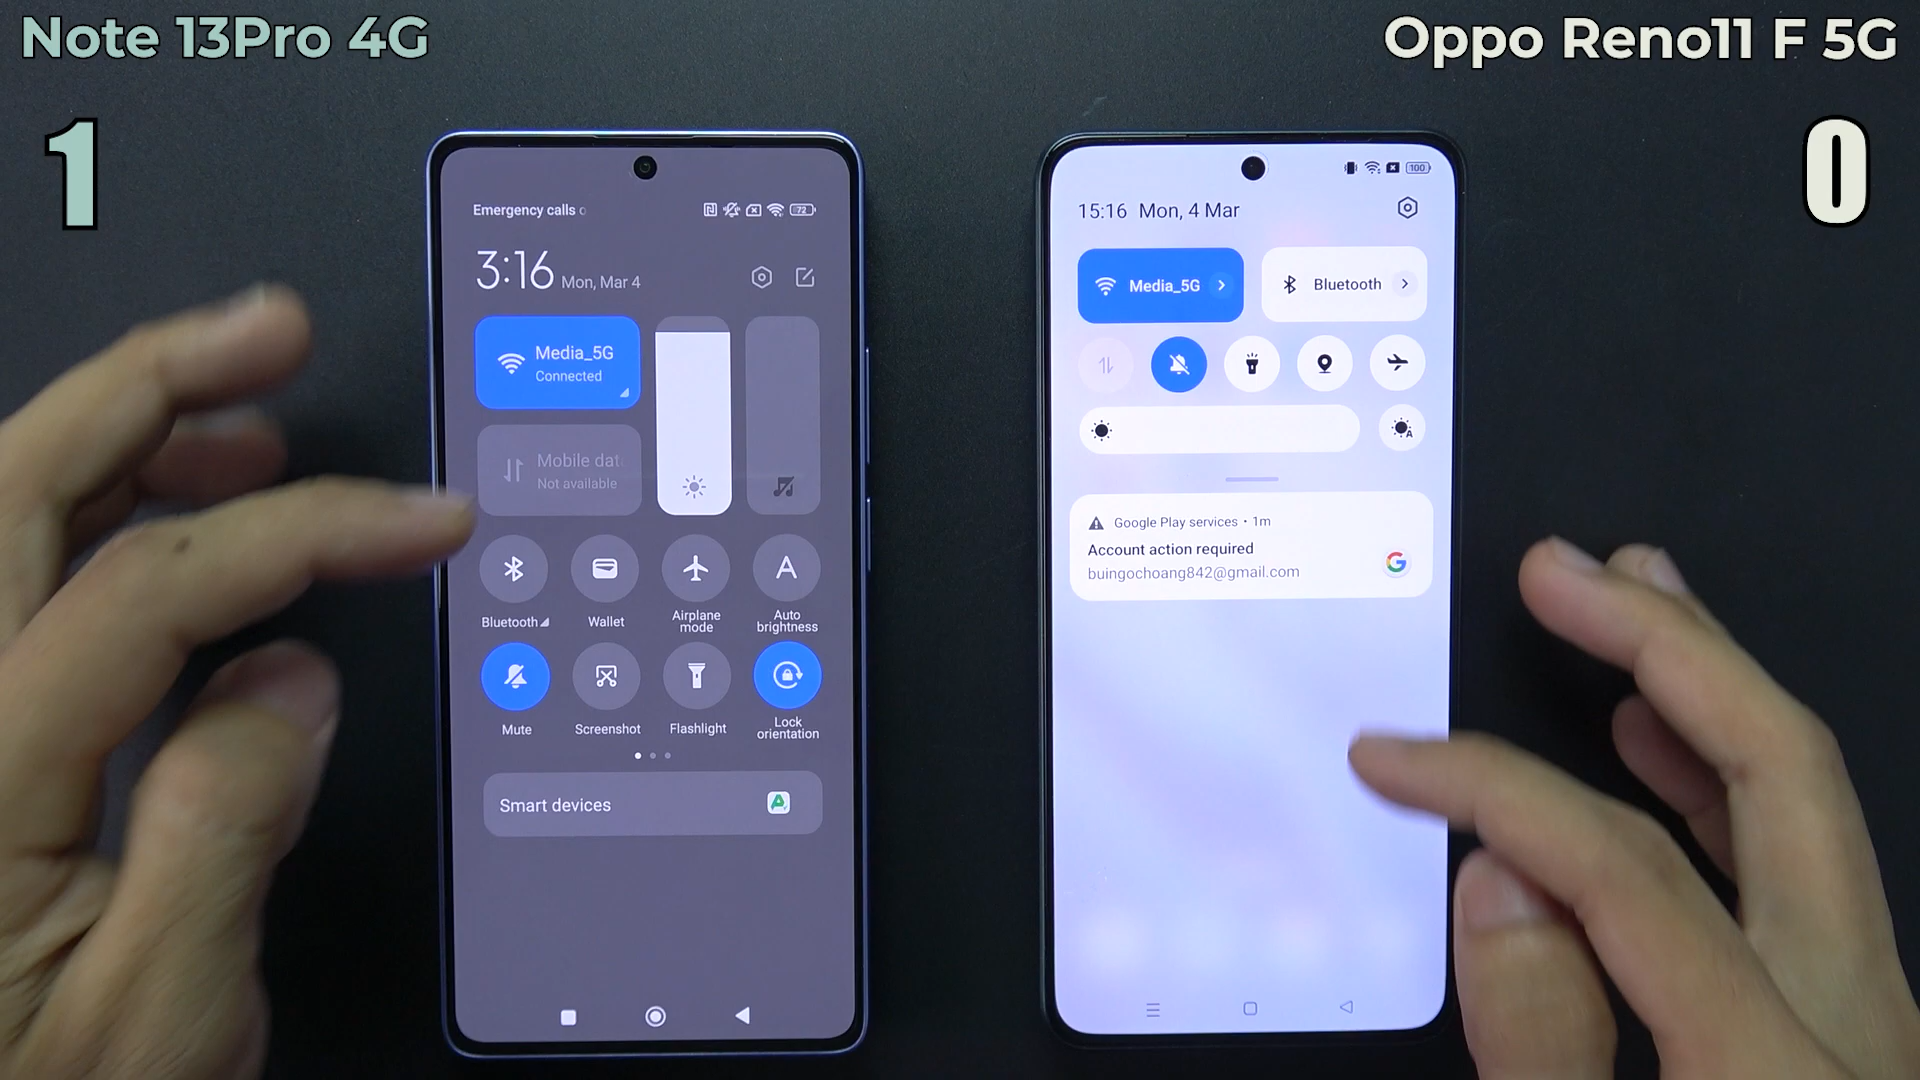 Note 13Pro 4G
1
Oppo Reno11 F 5G
0
Emergency calls
72
3:16 Mon, Mar 4
Media_5G
Connected
Mobile dat
Not available
Bluetooth
Wallet
Airplane
mode
A
Auto
brightness
Mute
Screenshot
Flashlight
Lock
orientation
Smart devices
100
15:16 Mon, 4 Mar
Media_5G
Bluetooth
A
Google Play services • 1m
Account action required
buingochoang842@gmail.com
G